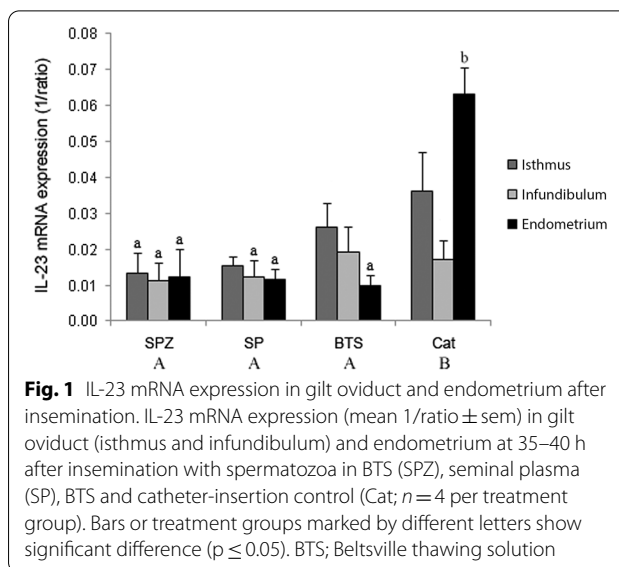 IL-23 mRNA expression (1/ratio)
0.08
0.07
0.06
0.05
0.04
0.03
0.02
0.01
0.00
a a a
a a
a
b
Isthmus
Infundibulum
Endometrium
SPZ SP BTS Cat
A A A B
Fig. 1 IL-23 mRNA expression in gilt oviduct and endometrium after
insemination. IL-23 mRNA expression (mean 1/ratio ± sem) in gilt
oviduct (isthmus and infundibulum) and endometrium at 35–40 h
after insemination with spermatozoa in BTS (SPZ), seminal plasma
(SP), BTS and catheter-insertion control (Cat; n = 4 per treatment
group). Bars or treatment groups marked by different letters show
significant difference (p ≤ 0.05). BTS; Beltsville thawing solution